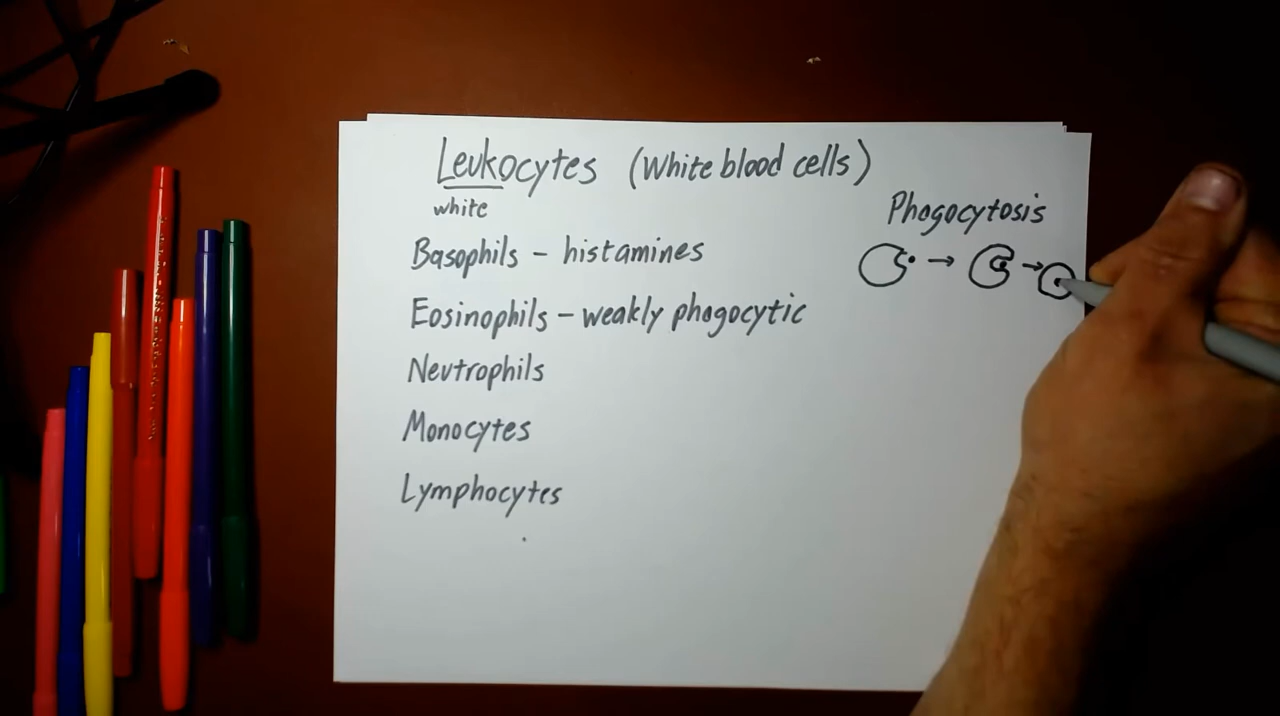 Leukocytes (White blood cells)
white
Phagocytosis
Basophils - histamines
Eosinophils - weakly phagocytic
Neutrophils
Monocytes
Lymphocytes